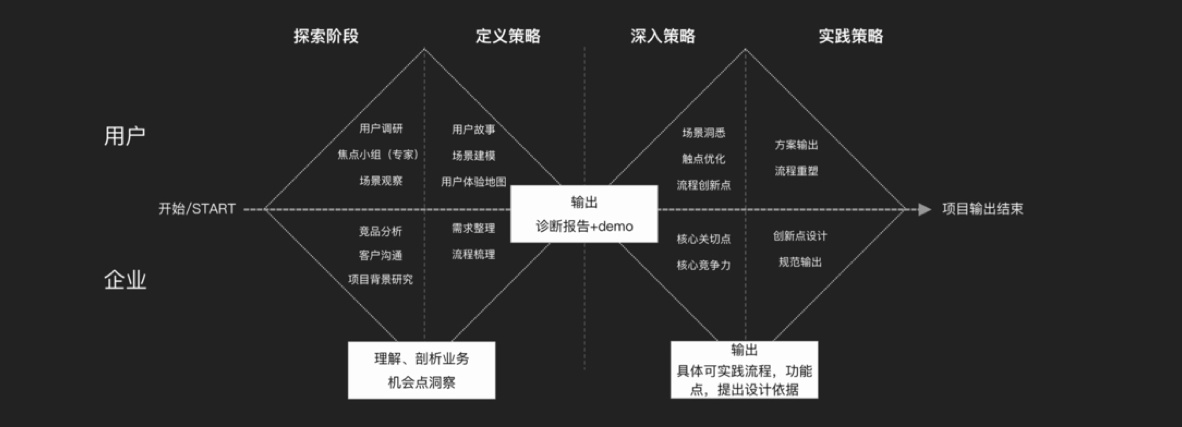 探索阶段
定义策略
深入策略
实践策略
用户
用户调研
焦点小组（专家）
场景观察
用户故事
场景建模
用户体验地图
场景洞悉
触点优化
流程创新点
方案输出
流程重塑
开始/START
输出
诊断报告+demo
项目输出结束
企业
竞品分析
客户沟通
项目背景研究
需求整理
流程梳理
核心关切点
核心竞争力
创新点设计
规范输出
理解、剖析业务
机会点洞察
输出
具体可实践流程，功能
点，提出设计依据